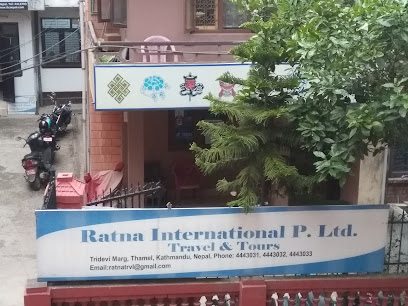 Ratna International P. Ltd.
Travel & Tours
Tridevi Marg, Thamel, Kathmandu, Nepal, Phone: 4443031, 4443032, 4443033
Email:ratnatrvl@gmail.com